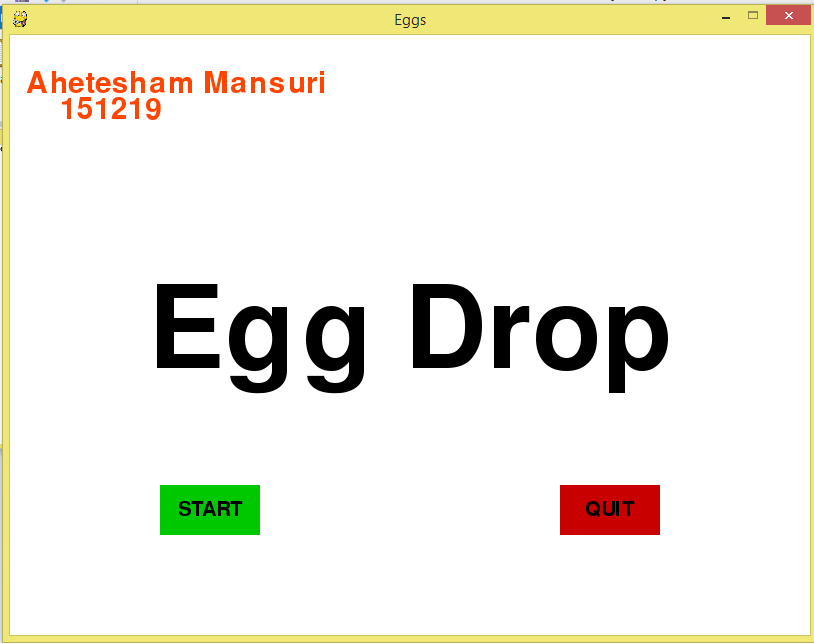 Eggs
Ahetesham Mansuri
151219
Egg Drop
START
QUIT